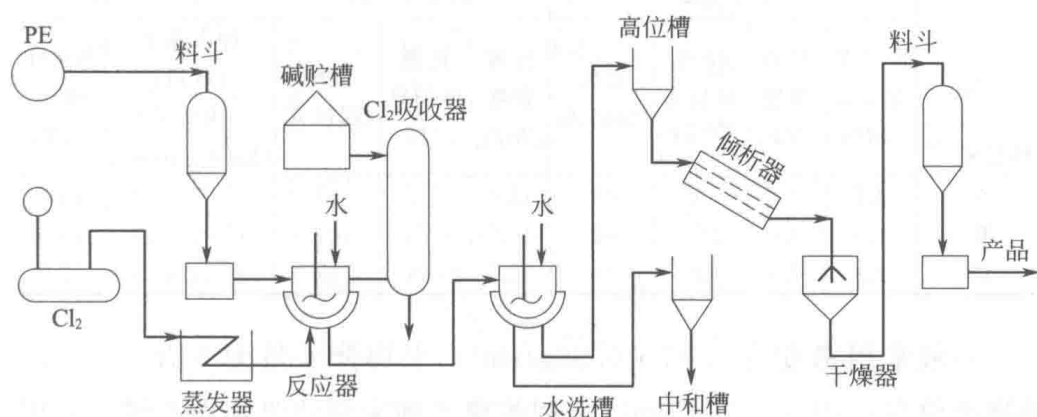 PE
料斗
碱贮槽
Cl₂吸收器
高位槽
料斗
倾析器
水
水
Cl₂
产品
蒸发器
反应器
水洗槽
中和槽
干燥器